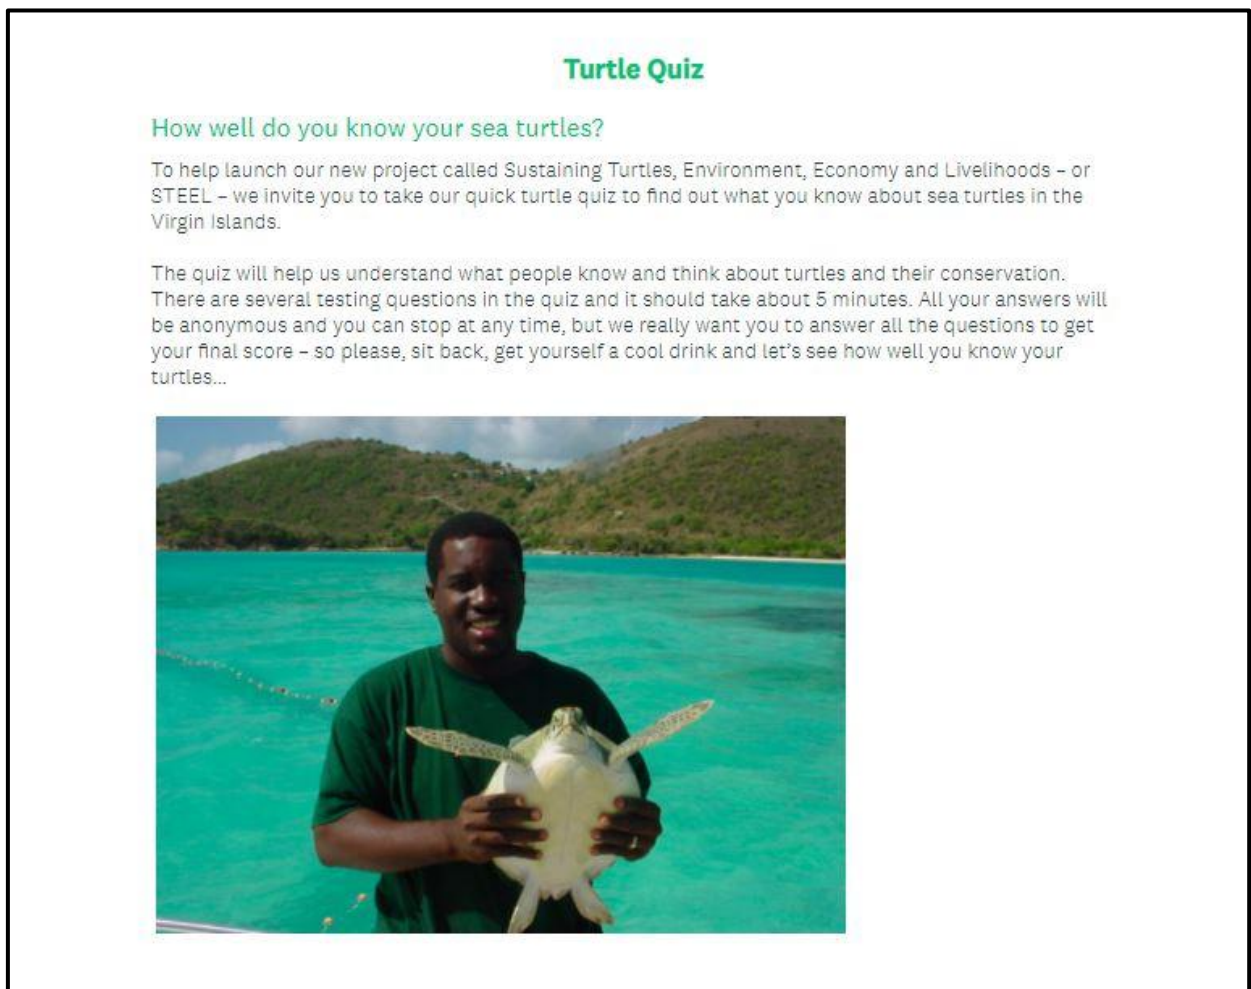 Turtle Quiz
How well do you know your sea turtles?
To help launch our new project called Sustaining Turtles, Environment, Economy and Livelihoods – or
STEEL – we invite you to take our quick turtle quiz to find out what you know about sea turtles in the
Virgin Islands.
The quiz will help us understand what people know and think about turtles and their conservation.
There are several testing questions in the quiz and it should take about 5 minutes. All your answers will
be anonymous and you can stop at any time, but we really want you to answer all the questions to get
your final score – so please, sit back, get yourself a cool drink and let's see how well you know your
turtles...